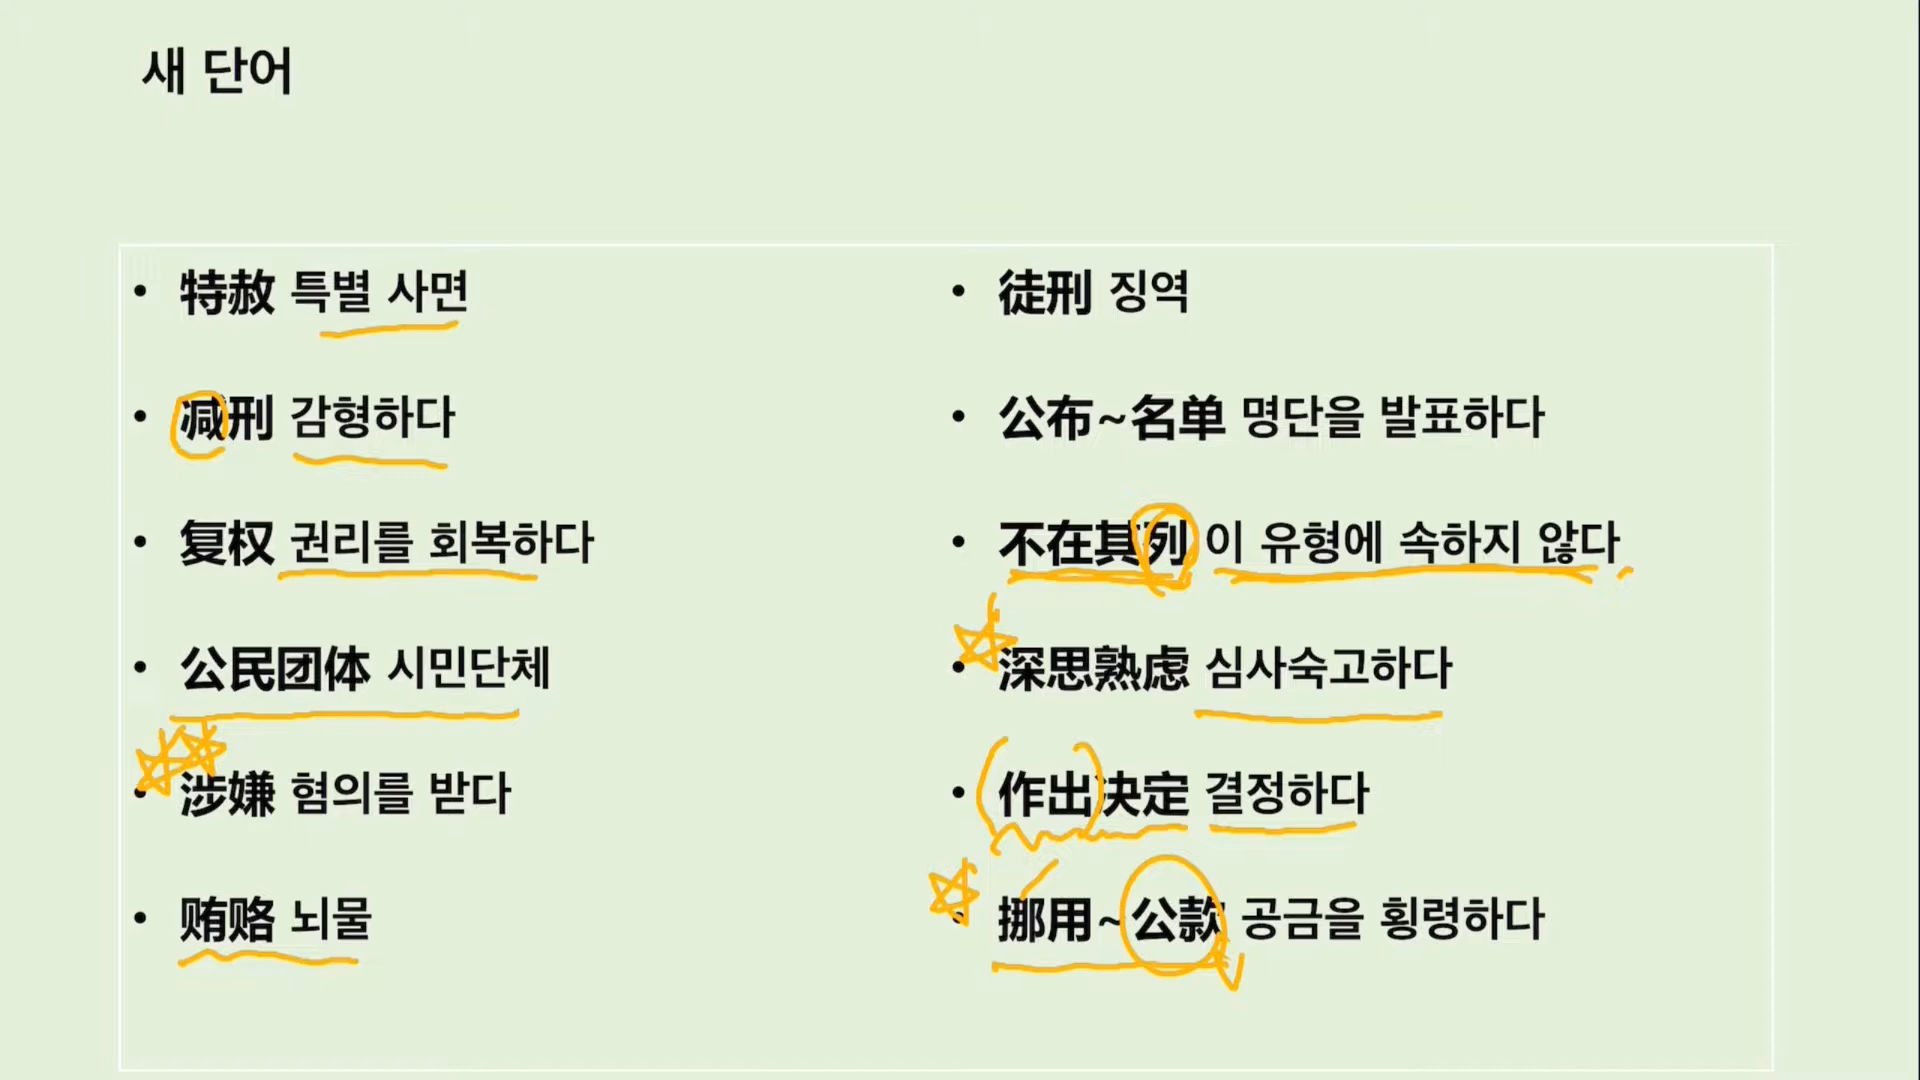 새 단어
• 特赦 특별 사면
• 减刑 감형하다
• 复权 권리를 회복하다
• 公民团体 시민단체
• 涉嫌 혐의를 받다
• 贿赂 뇌물
• 徒刑 징역
• 公布~名单 명단을 발표하다
• 不在其列 이 유형에 속하지 않다
• 深思熟虑 심사숙고하다
• 作出决定 결정하다
• 挪用~公款 공금을 횡령하다